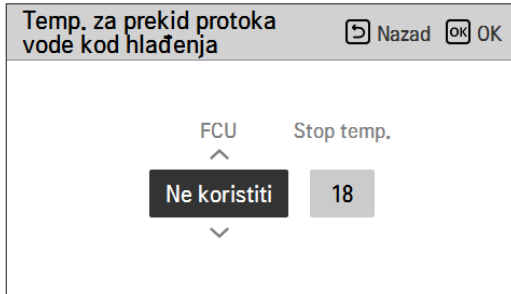 Temp. za prekid protoka
vode kod hlađenja
Nazad OK OK
FCU Stop temp.
Ne koristiti 18